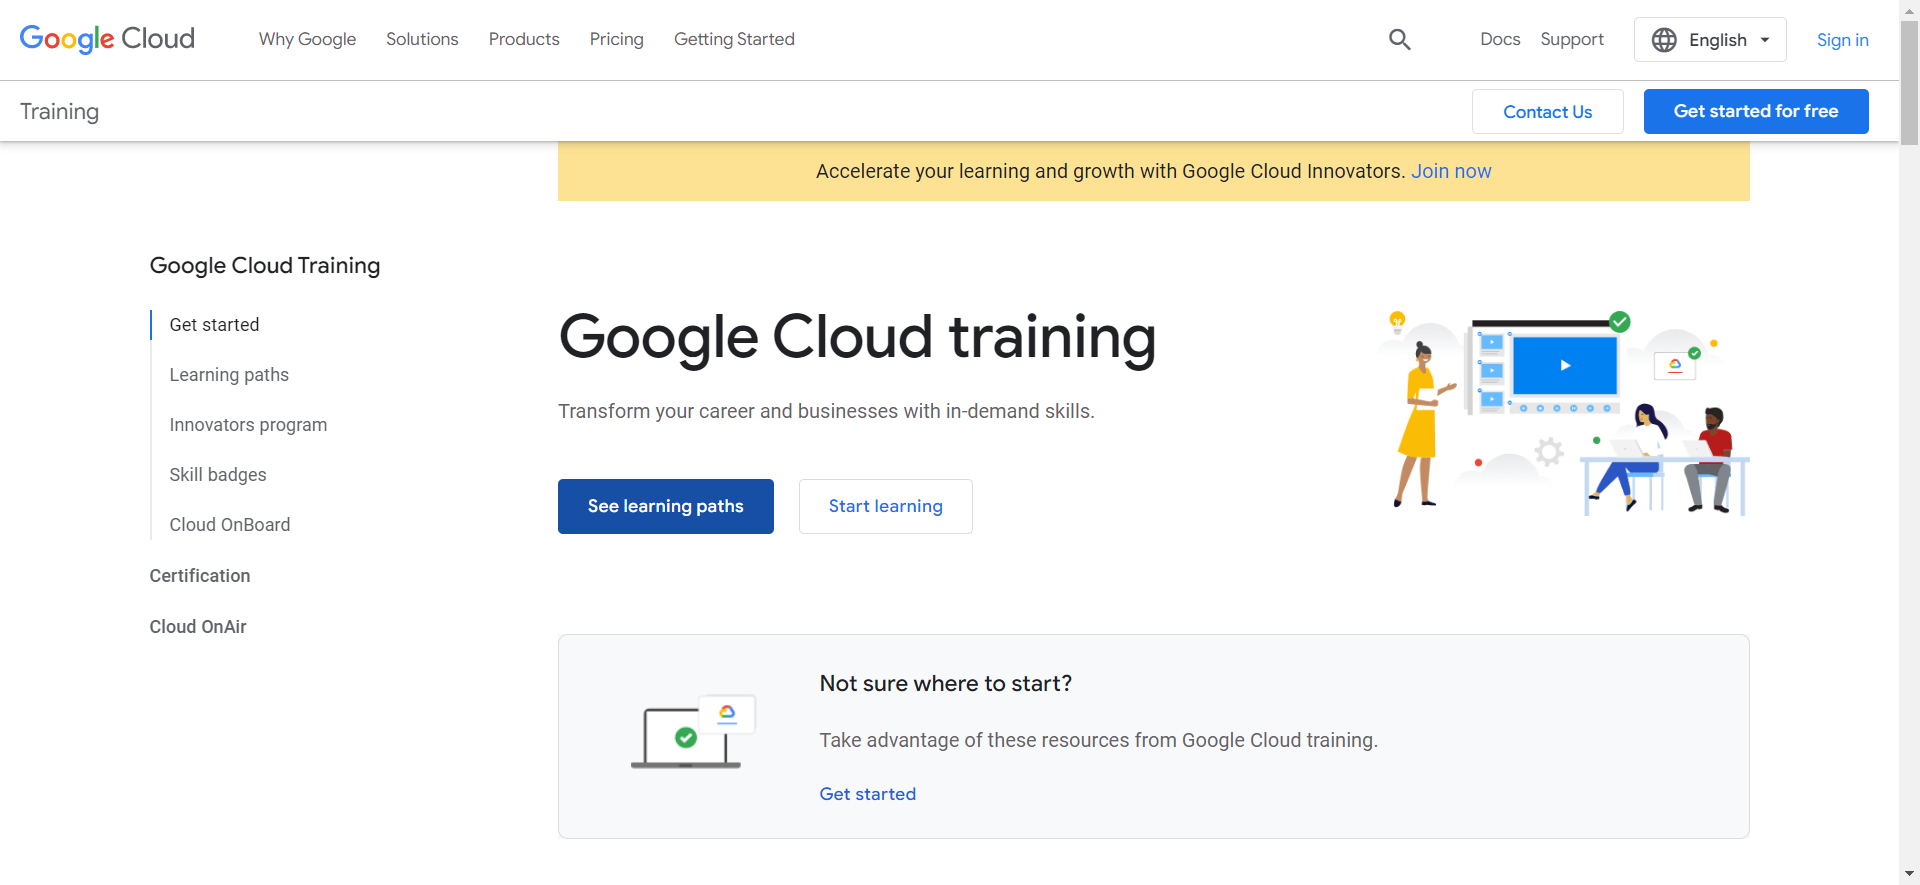 Google Cloud
Why Google
Solutions
Products
Pricing
Getting Started
Docs
Support
English
Sign in
Training
Contact Us
Get started for free
Accelerate your learning and growth with Google Cloud Innovators. Join now
Google Cloud Training
Get started
Learning paths
Innovators program
Skill badges
Cloud OnBoard
Certification
Cloud OnAir
Google Cloud training
Transform your career and businesses with in-demand skills.
See learning paths
Start learning
Not sure where to start?
Take advantage of these resources from Google Cloud training.
Get started